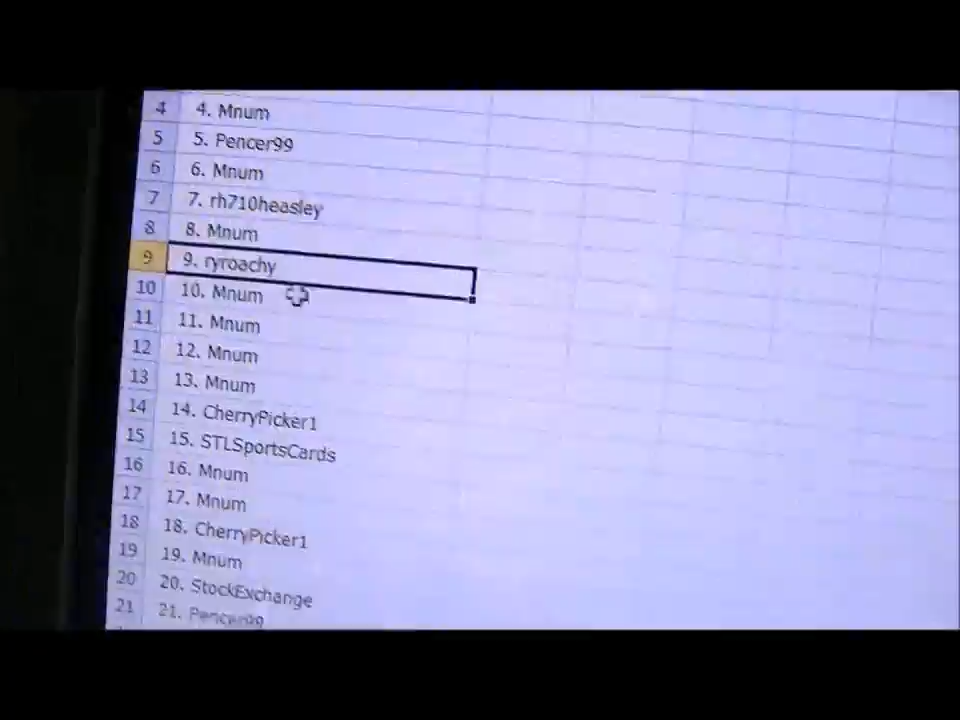 4 4. Mnum
5 5. Pencer99
6 6. Mnum
7 7. rh710heasley
8 8. Mnum
9 9. ryroachy
10 10. Mnum
11 11. Mnum
12 12. Mnum
13 13. Mnum
14 14. CherryPicker1
15 15. STLSportsCards
16 16. Mnum
17 17. Mnum
18 18. CherryPicker1
19 19. Mnum
20 20. StockExchange
21 21. Pencer99